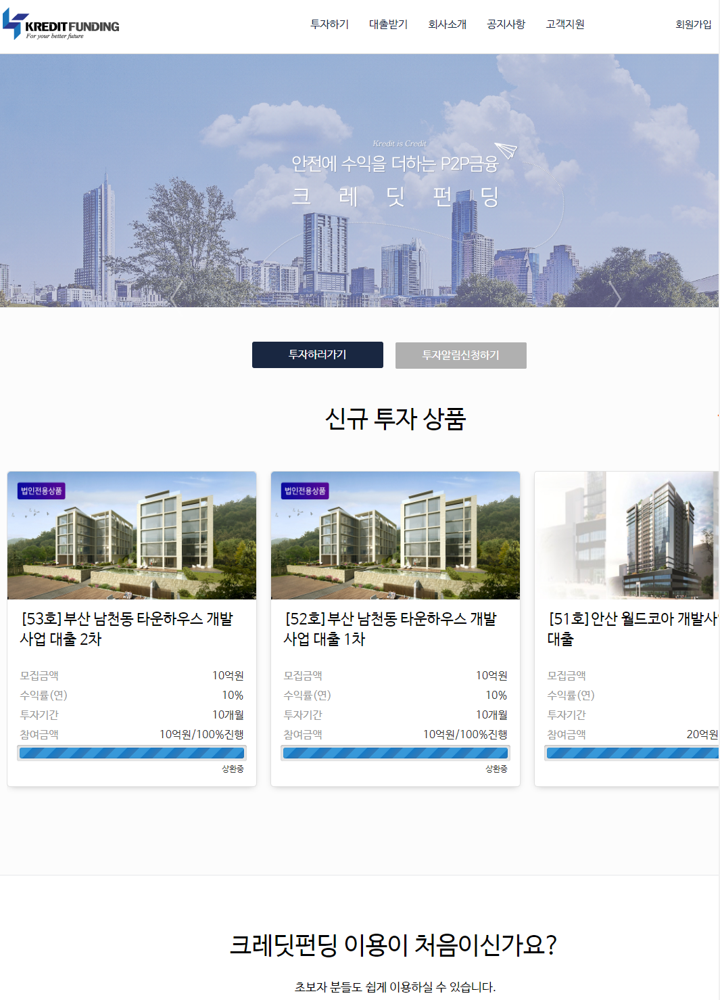 KREDITFUNDING
For your better future
투자하기 대출받기 회사소개 공지사항 고객지원 회원가입
Kredit is Credit
안전에 수익을 더하는 P2P금융
크 레 딧 펀 딩
투자하러가기 투자알림신청하기
신규 투자 상품
법인전용상품
[53호]부산 남천동 타운하우스 개발
사업 대출 2차
모집금액 10억원
수익률(연) 10%
투자기간 10개월
참여금액 10억원/100%진행
상환중
법인전용상품
[52호]부산 남천동 타운하우스 개발
사업 대출 1차
모집금액 10억원
수익률(연) 10%
투자기간 10개월
참여금액 10억원/100%진행
상환중
[51호]안산 월드코아 개발사
대출
모집금액
수익률(연)
투자기간
참여금액 20억원
크레딧펀딩 이용이 처음이신가요?
초보자 분들도 쉽게 이용하실 수 있습니다.